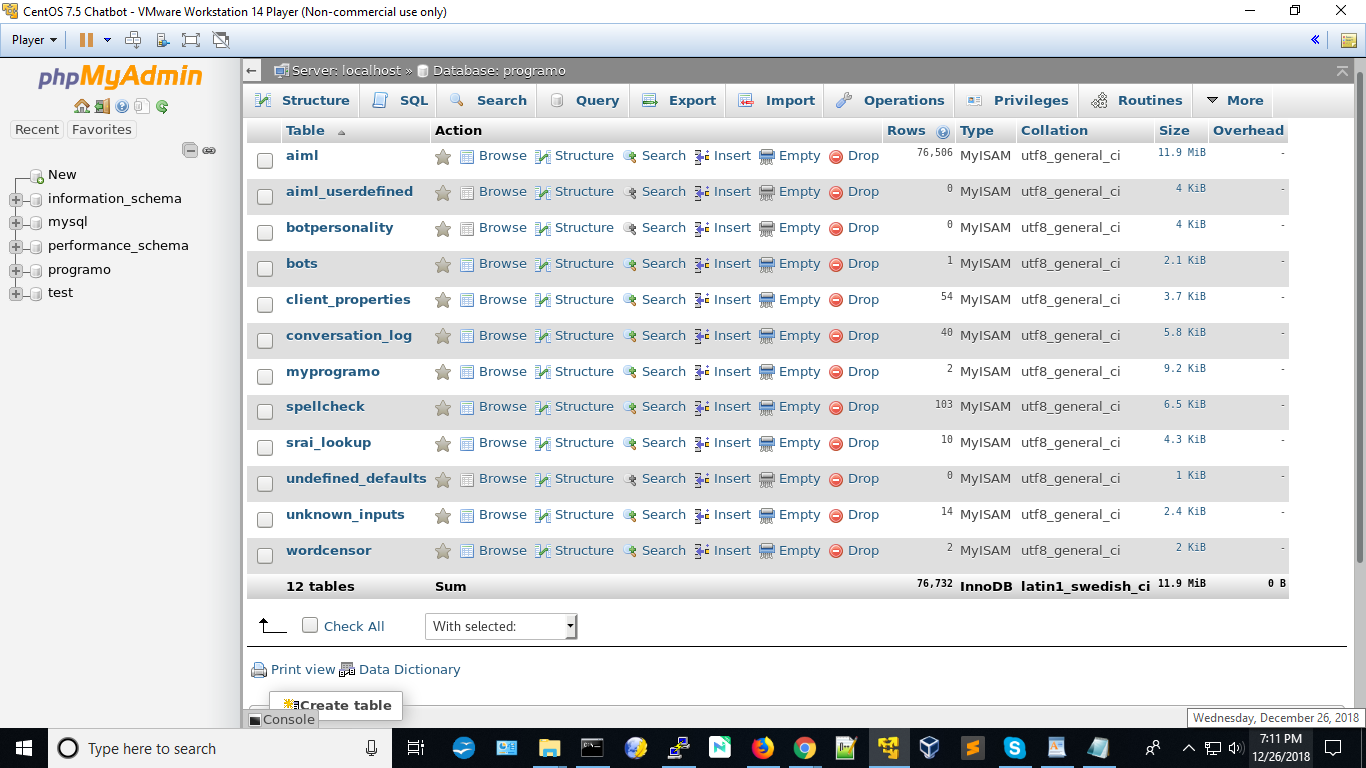 CentOS 7.5 Chatbot - VMware Workstation 14 Player (Non-commercial use only)
Player
phpMyAdmin
Recent Favorites
New
information_schema
mysql
performance_schema
programo
test
Server: localhost » Database: programo
Structure SQL Search Query Export Import Operations Privileges Routines More
Table Action Rows Type Collation Size Overhead
aiml Browse Structure Search Insert Empty Drop 76,506 MyISAM utf8_general_ci 11.9 MiB -
aiml_userdefined Browse Structure Search Insert Empty Drop 0 MyISAM utf8_general_ci 4 KiB -
botpersonality Browse Structure Search Insert Empty Drop 0 MyISAM utf8_general_ci 4 KiB -
bots Browse Structure Search Insert Empty Drop 1 MyISAM utf8_general_ci 2.1 KiB -
client_properties Browse Structure Search Insert Empty Drop 54 MyISAM utf8_general_ci 3.7 KiB -
conversation_log Browse Structure Search Insert Empty Drop 40 MyISAM utf8_general_ci 5.8 KiB -
myprogramo Browse Structure Search Insert Empty Drop 2 MyISAM utf8_general_ci 9.2 KiB -
spellcheck Browse Structure Search Insert Empty Drop 103 MyISAM utf8_general_ci 6.5 KiB -
srai_lookup Browse Structure Search Insert Empty Drop 10 MyISAM utf8_general_ci 4.3 KiB -
undefined_defaults Browse Structure Search Insert Empty Drop 0 MyISAM utf8_general_ci 1 KiB -
unknown_inputs Browse Structure Search Insert Empty Drop 14 MyISAM utf8_general_ci 2.4 KiB -
wordcensor Browse Structure Search Insert Empty Drop 2 MyISAM utf8_general_ci 2 KiB -
12 tables Sum 76,732 InnoDB latin1_swedish_ci 11.9 MiB 0 B
Check All With selected:
Print view Data Dictionary
Create table
Console
Wednesday, December 26, 2018
Type here to search
7:11 PM
12/26/2018